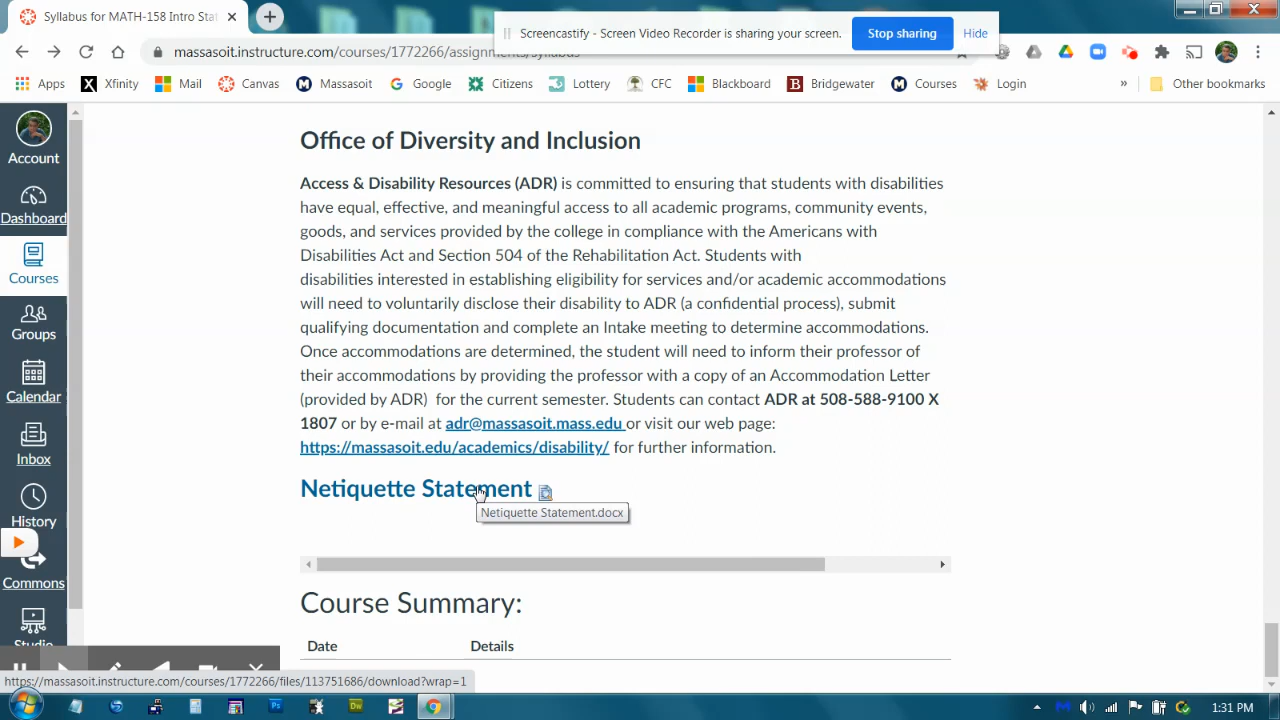 Syllabus for MATH-158 Intro Stat
Screencastify - Screen Video Recorder is sharing your screen.
Stop sharing
Hide
massasoit.instructure.com/courses/1772266/assignments/syllabus
Apps
Xfinity
Mail
Canvas
Massasoit
Google
Citizens
Lottery
CFC
Blackboard
Bridgewater
Courses
Login
»
Other bookmarks
Account
Dashboard
Courses
Groups
Calendar
Inbox
History
Commons
Studio
Office of Diversity and Inclusion
Access & Disability Resources (ADR) is committed to ensuring that students with disabilities
have equal, effective, and meaningful access to all academic programs, community events,
goods, and services provided by the college in compliance with the Americans with
Disabilities Act and Section 504 of the Rehabilitation Act. Students with
disabilities interested in establishing eligibility for services and/or academic accommodations
will need to voluntarily disclose their disability to ADR (a confidential process), submit
qualifying documentation and complete an Intake meeting to determine accommodations.
Once accommodations are determined, the student will need to inform their professor of
their accommodations by providing the professor with a copy of an Accommodation Letter
(provided by ADR) for the current semester. Students can contact ADR at 508-588-9100 X
1807 or by e-mail at adr@massasoit.mass.edu or visit our web page:
https://massasoit.edu/academics/disability/ for further information.
Netiquette Statement
Netiquette Statement.docx
Course Summary:
Date Details
https://massasoit.instructure.com/courses/1772266/files/113751686/download?wrap=1
1:31 PM